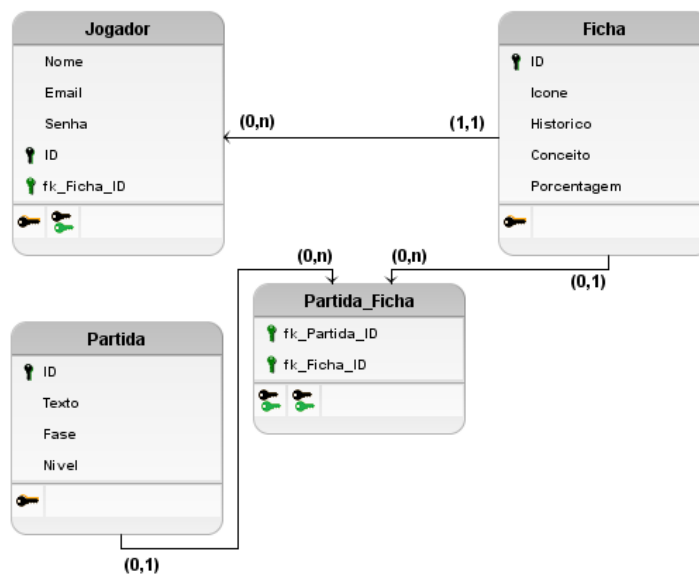 Jogador
Nome
Email
Senha
ID
fk_Ficha_ID
(0,n)
(1,1)
Ficha
ID
Icone
Historico
Conceito
Porcentagem
(0,n)
(0,n)
(0,1)
Partida_Ficha
fk_Partida_ID
fk_Ficha_ID
Partida
ID
Texto
Fase
Nivel
(0,1)